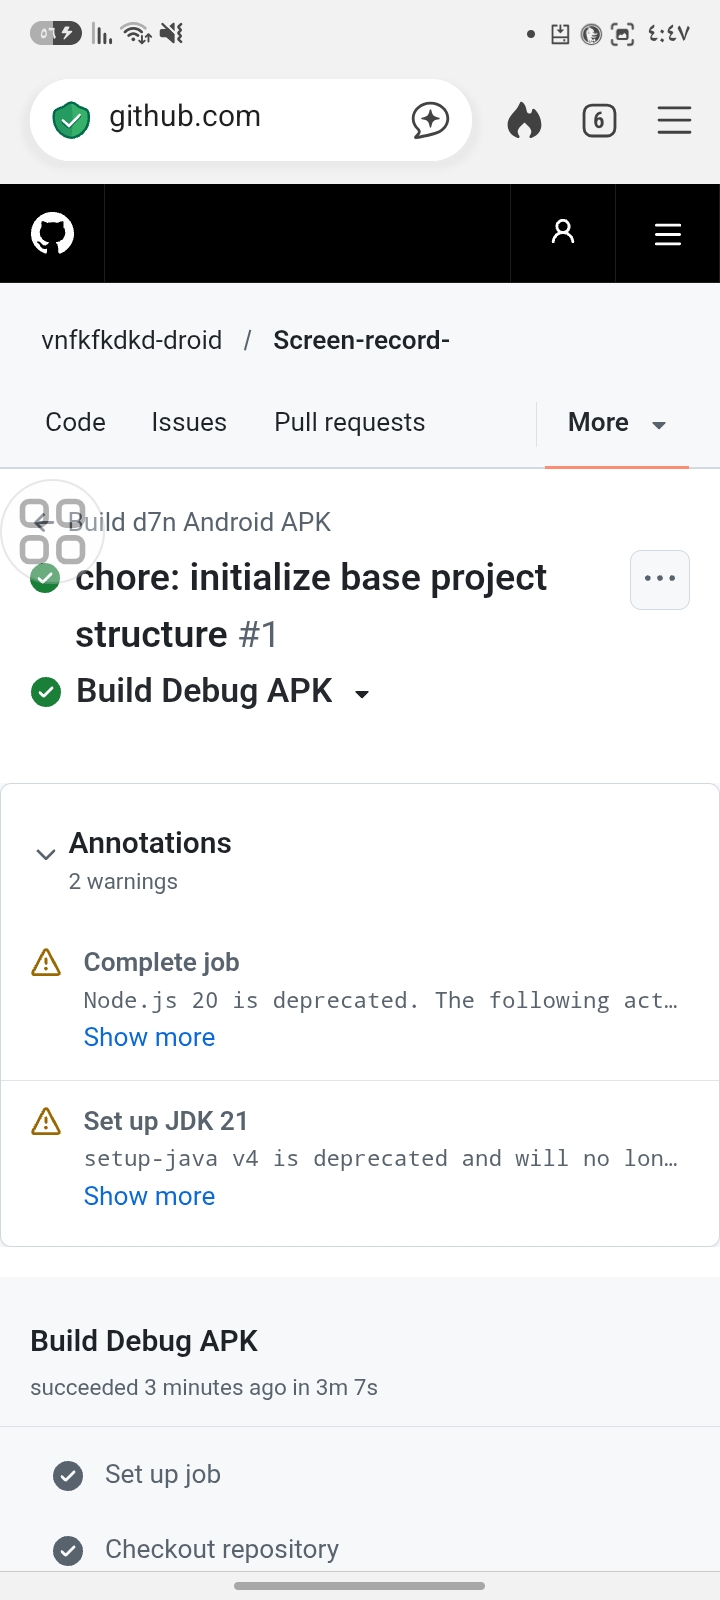 ٥٦
٤:٤٧
github.com
6
vnfkfkdkd-droid / Screen-record-
Code Issues Pull requests More
Build d7n Android APK
chore: initialize base project
structure #1
Build Debug APK
Annotations
2 warnings
Complete job
Node.js 20 is deprecated. The following act…
Show more
Set up JDK 21
setup-java v4 is deprecated and will no lon…
Show more
Build Debug APK
succeeded 3 minutes ago in 3m 7s
Set up job
Checkout repository